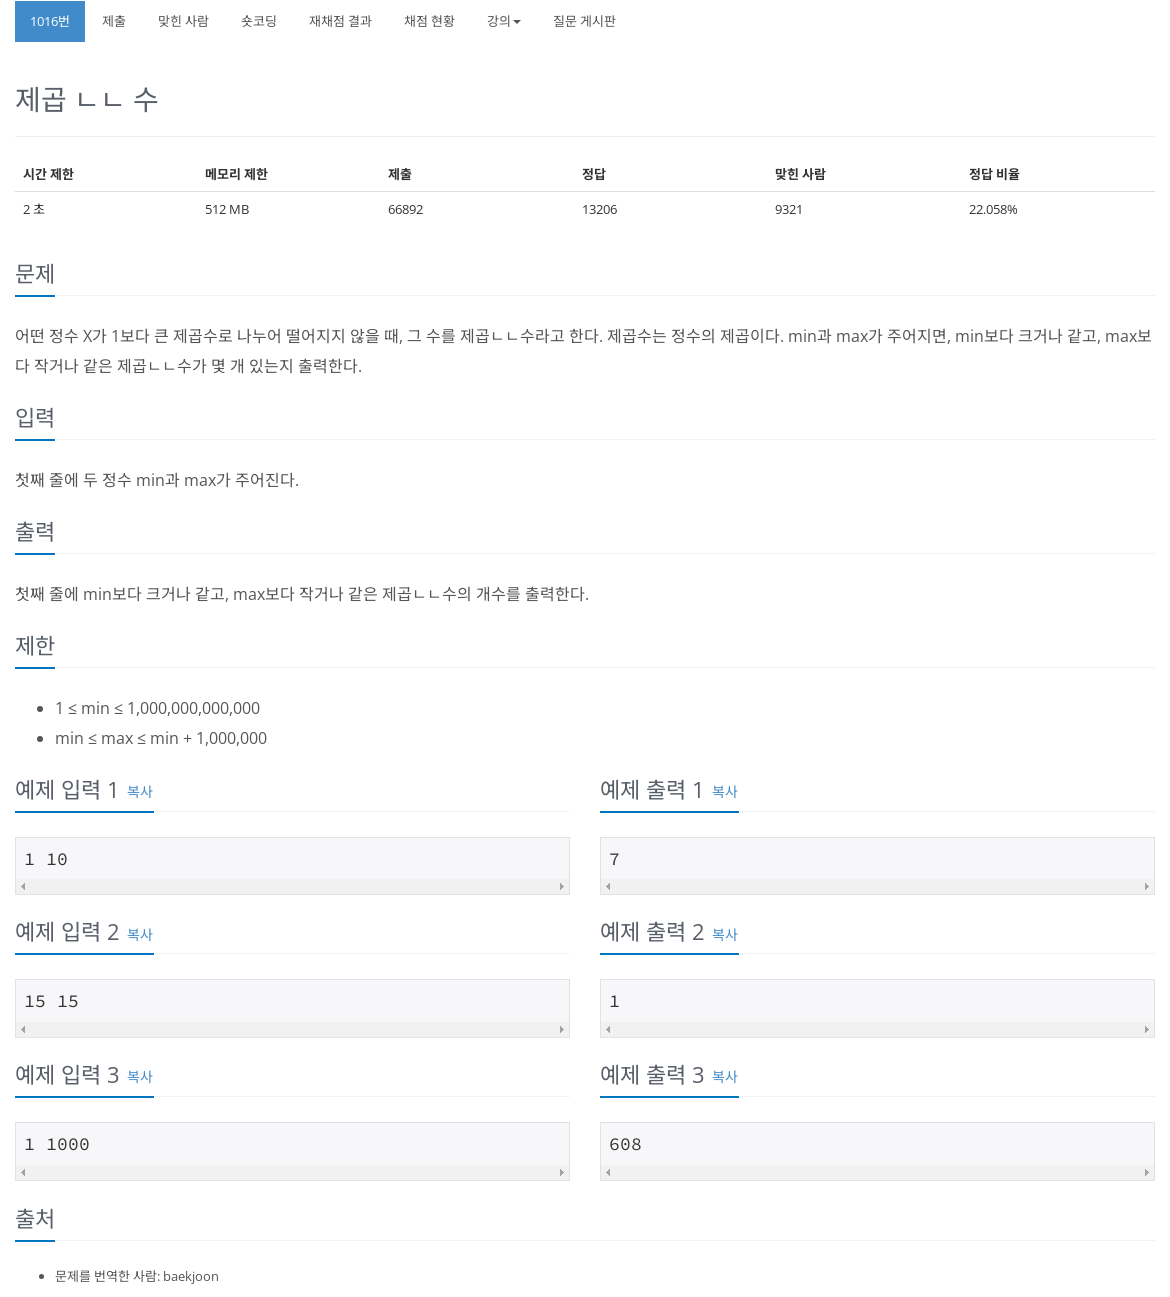 1016번 제출 맞힌 사람 숏코딩 재채점 결과 채점 현황 강의 질문 게시판
제곱 ㄴㄴ 수
시간 제한 메모리 제한 제출 정답 맞힌 사람 정답 비율
2 초 512 MB 66892 13206 9321 22.058%
문제
어떤 정수 X가 1보다 큰 제곱수로 나누어 떨어지지 않을 때, 그 수를 제곱ㄴㄴ수라고 한다. 제곱수는 정수의 제곱이다. min과 max가 주어지면, min보다 크거나 같고, max보
다 작거나 같은 제곱ㄴㄴ수가 몇 개 있는지 출력한다.
입력
첫째 줄에 두 정수 min과 max가 주어진다.
출력
첫째 줄에 min보다 크거나 같고, max보다 작거나 같은 제곱ㄴㄴ수의 개수를 출력한다.
제한
• 1 ≤ min ≤ 1,000,000,000,000
• min ≤ max ≤ min + 1,000,000
예제 입력 1 복사 예제 출력 1 복사
1 10 7
예제 입력 2 복사 예제 출력 2 복사
15 15 1
예제 입력 3 복사 예제 출력 3 복사
1 1000 608
출처
• 문제를 번역한 사람: baekjoon